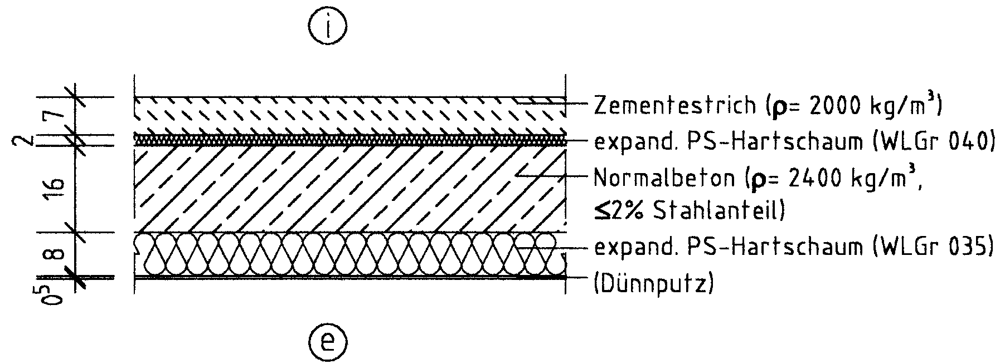 i
7
Zementestrich (ρ= 2000 kg/m³)
2
expand. PS-Hartschaum (WLGr 040)
16
Normalbeton (ρ= 2400 kg/m³,
≤2% Stahlanteil)
8
expand. PS-Hartschaum (WLGr 035)
0⁵
(Dünnputz)
e